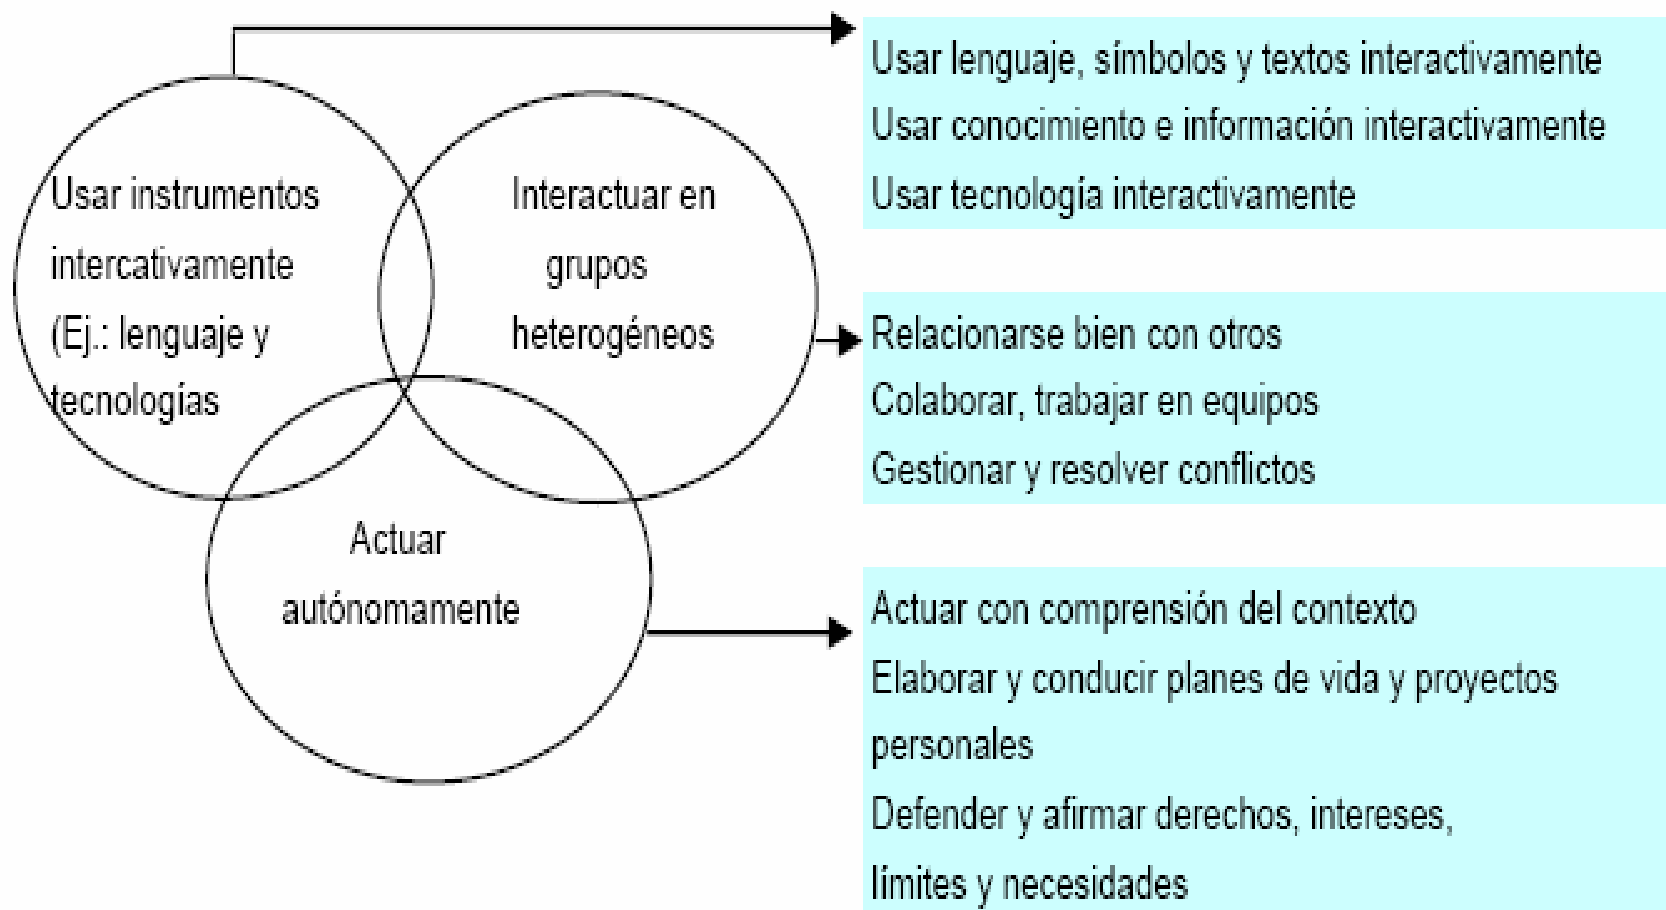 Usar instrumentos
intercativamente
(Ej.: lenguaje y
tecnologías
Interactuar en
grupos
heterogéneos
Actuar
autónomamente
Usar lenguaje, símbolos y textos interactivamente
Usar conocimiento e información interactivamente
Usar tecnología interactivamente
Relacionarse bien con otros
Colaborar, trabajar en equipos
Gestionar y resolver conflictos
Actuar con comprensión del contexto
Elaborar y conducir planes de vida y proyectos
personales
Defender y afirmar derechos, intereses,
límites y necesidades